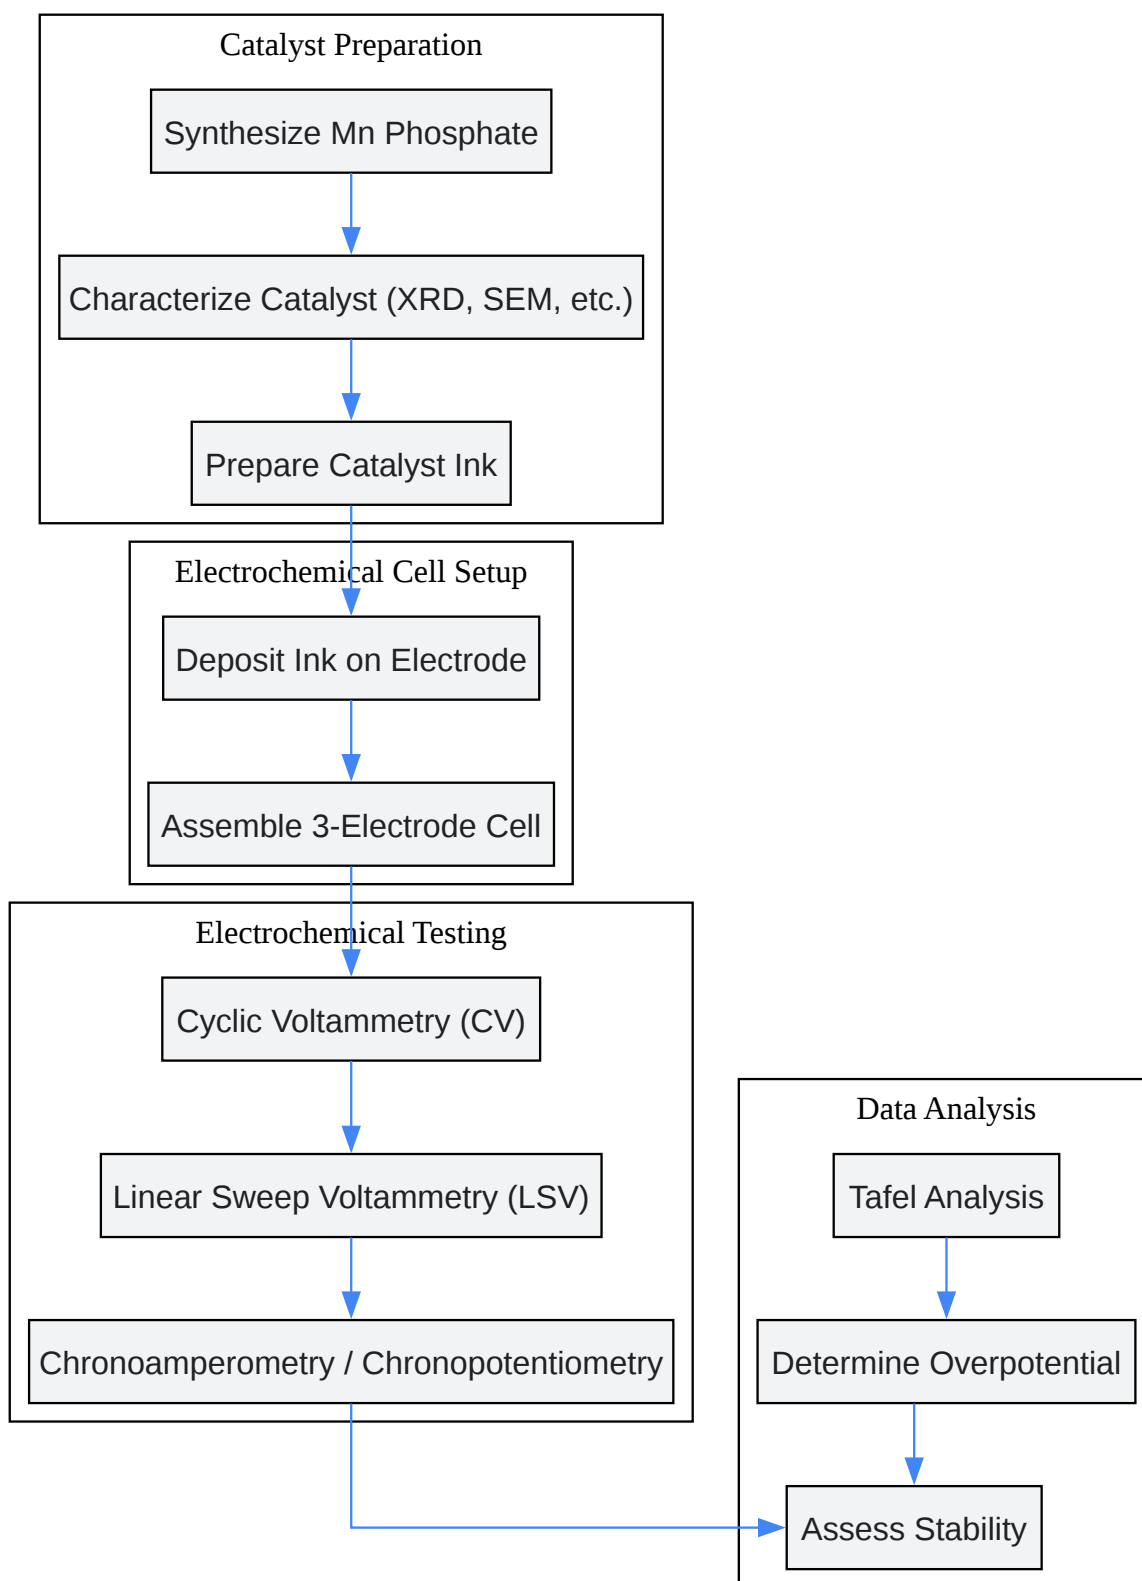 Catalyst Preparation
Synthesize Mn Phosphate
Characterize Catalyst (XRD, SEM, etc.)
Prepare Catalyst Ink
Electrochemical Cell Setup
Deposit Ink on Electrode
Assemble 3-Electrode Cell
Electrochemical Testing
Cyclic Voltammetry (CV)
Linear Sweep Voltammetry (LSV)
Chronoamperometry / Chronopotentiometry
Data Analysis
Tafel Analysis
Determine Overpotential
Assess Stability